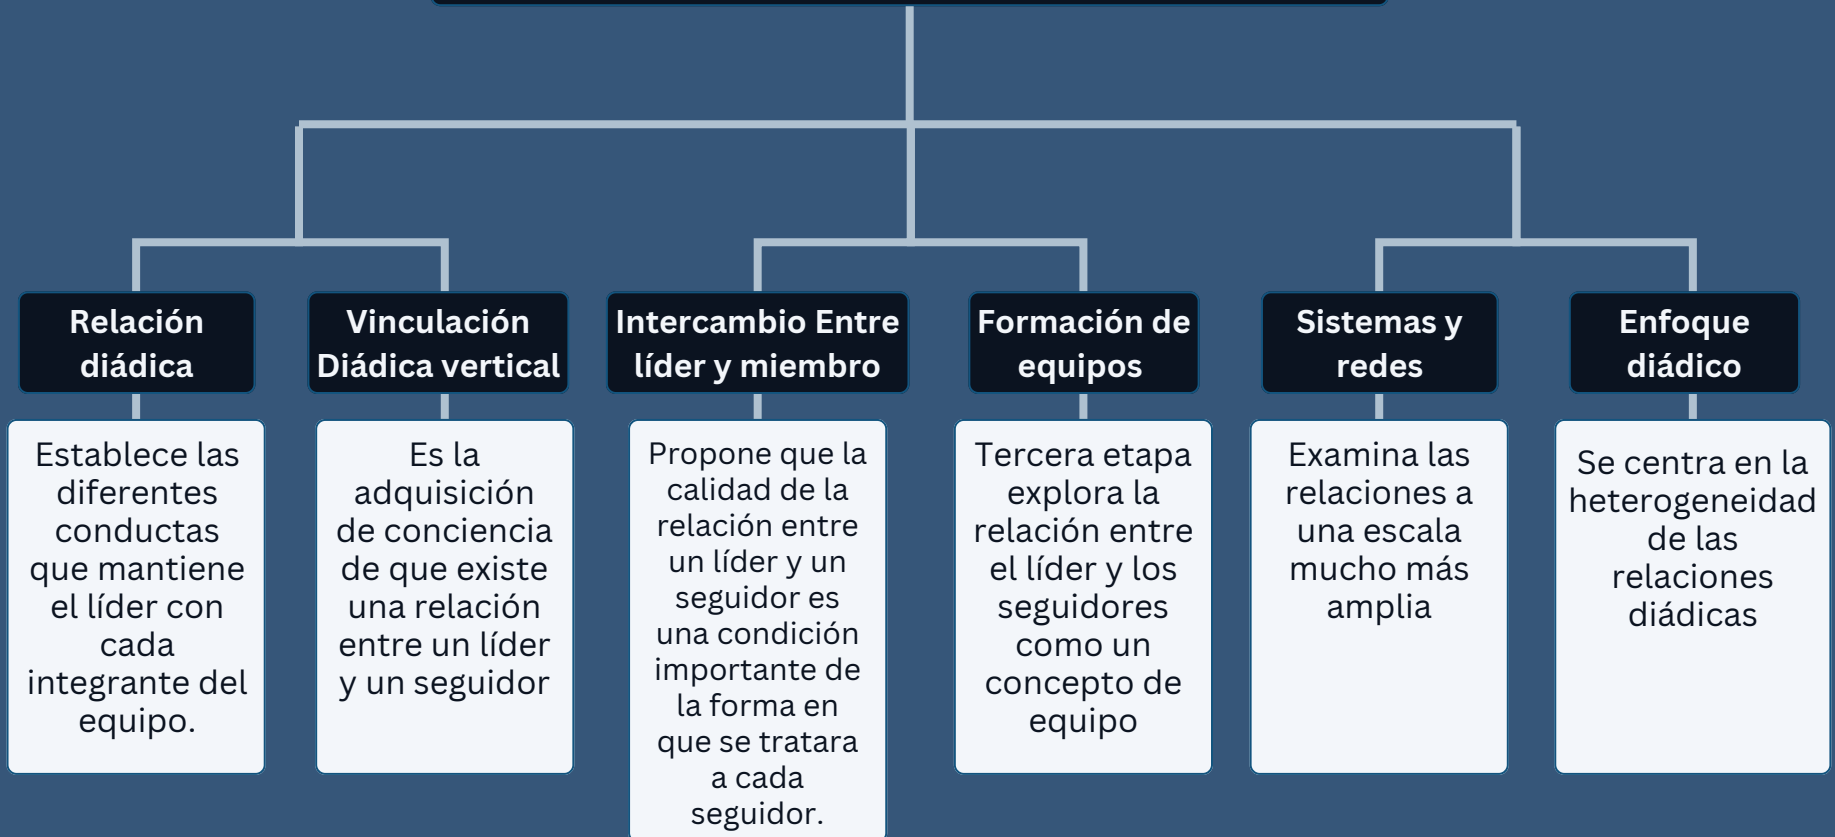 Relación
diádica
Vinculación
Diádica vertical
Intercambio Entre
líder y miembro
Formación de
equipos
Sistemas y
redes
Enfoque
diádico
Establece las
diferentes
conductas
que mantiene
el líder con
cada
integrante del
equipo.
Es la
adquisición
de conciencia
de que existe
una relación
entre un líder
y un seguidor
Propone que la
calidad de la
relación entre
un líder y un
seguidor es
una condición
importante de
la forma en
que se tratara
a cada
seguidor.
Tercera etapa
explora la
relación entre
el líder y los
seguidores
como un
concepto de
equipo
Examina las
relaciones a
una escala
mucho más
amplia
Se centra en la
heterogeneidad
de las
relaciones
diádicas